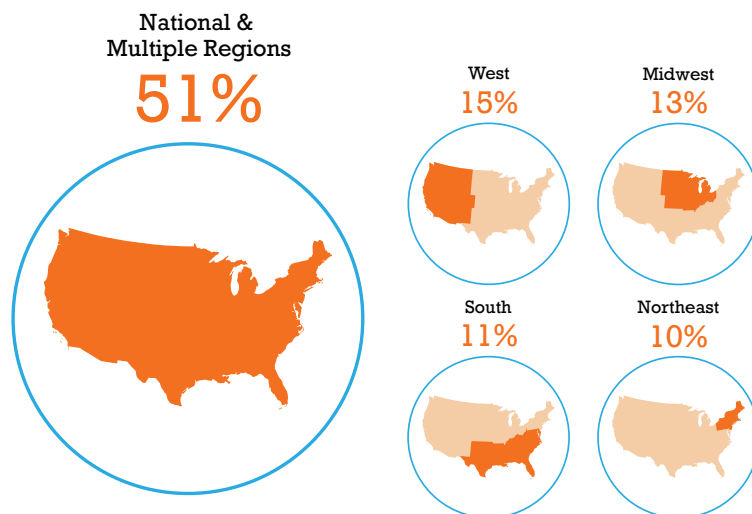 National &
Multiple Regions
51%
West
15%
Midwest
13%
South
11%
Northeast
10%